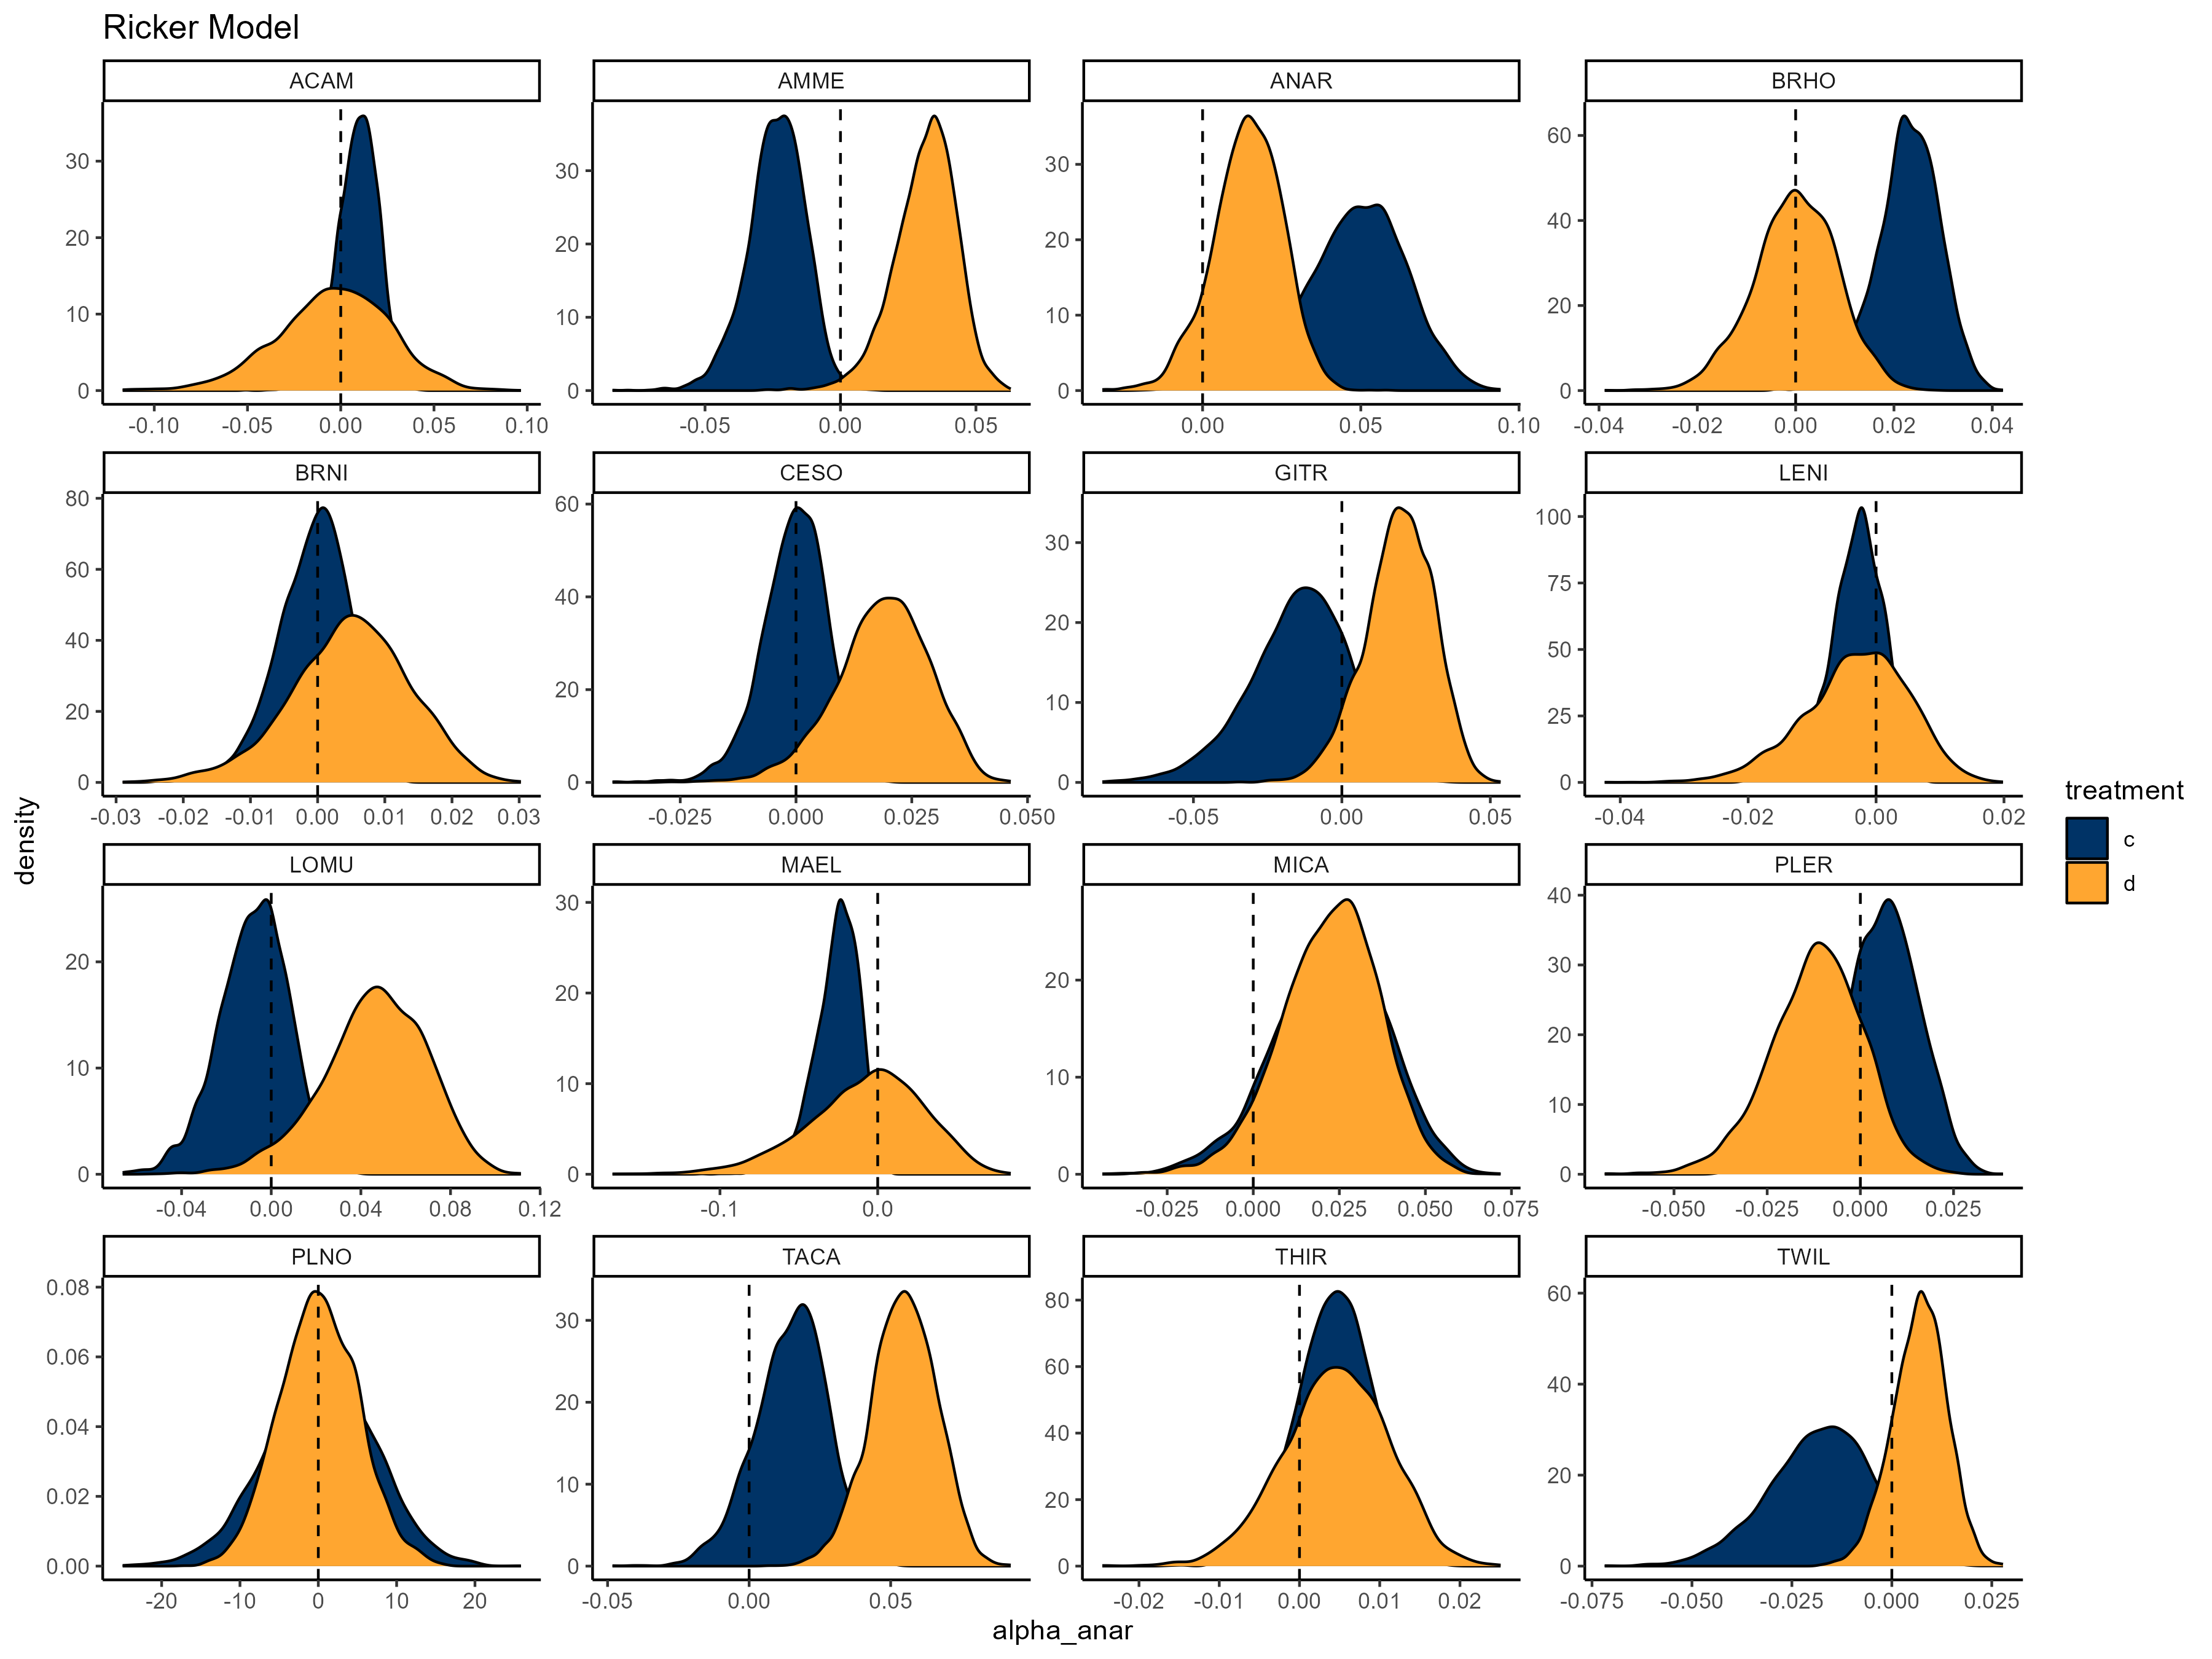 Ricker Model
ACAM AMME ANAR BRHO
30 20 10 0
30 20 10 0
30 20 10 0
60 40 20 0
-0.10 -0.05 0.00 0.05 0.10
-0.05 0.00 0.05
0.00 0.05 0.10
-0.04 -0.02 0.00 0.02 0.04
BRNI CESO GITR LENI
80 60 40 20 0
60 40 20 0
30 20 10 0
100 75 50 25 0
-0.03 -0.02 -0.01 0.00 0.01 0.02 0.03
-0.025 0.000 0.025 0.050
-0.05 0.00 0.05
-0.04 -0.02 0.00 0.02
LOMU MAEL MICA PLER
20 10 0
30 20 10 0
20 10 0
40 30 20 10 0
-0.04 0.00 0.04 0.08 0.12
-0.1 0.0
-0.025 0.000 0.025 0.050 0.075
-0.050 -0.025 0.000 0.025
PLNO TACA THIR TWIL
0.08 0.06 0.04 0.02 0.00
30 20 10 0
80 60 40 20 0
60 40 20 0
-20 -10 0 10 20
-0.05 0.00 0.05
-0.02 -0.01 0.00 0.01 0.02
-0.075 -0.050 -0.025 0.000 0.025
density
alpha_anar
treatment
c
d